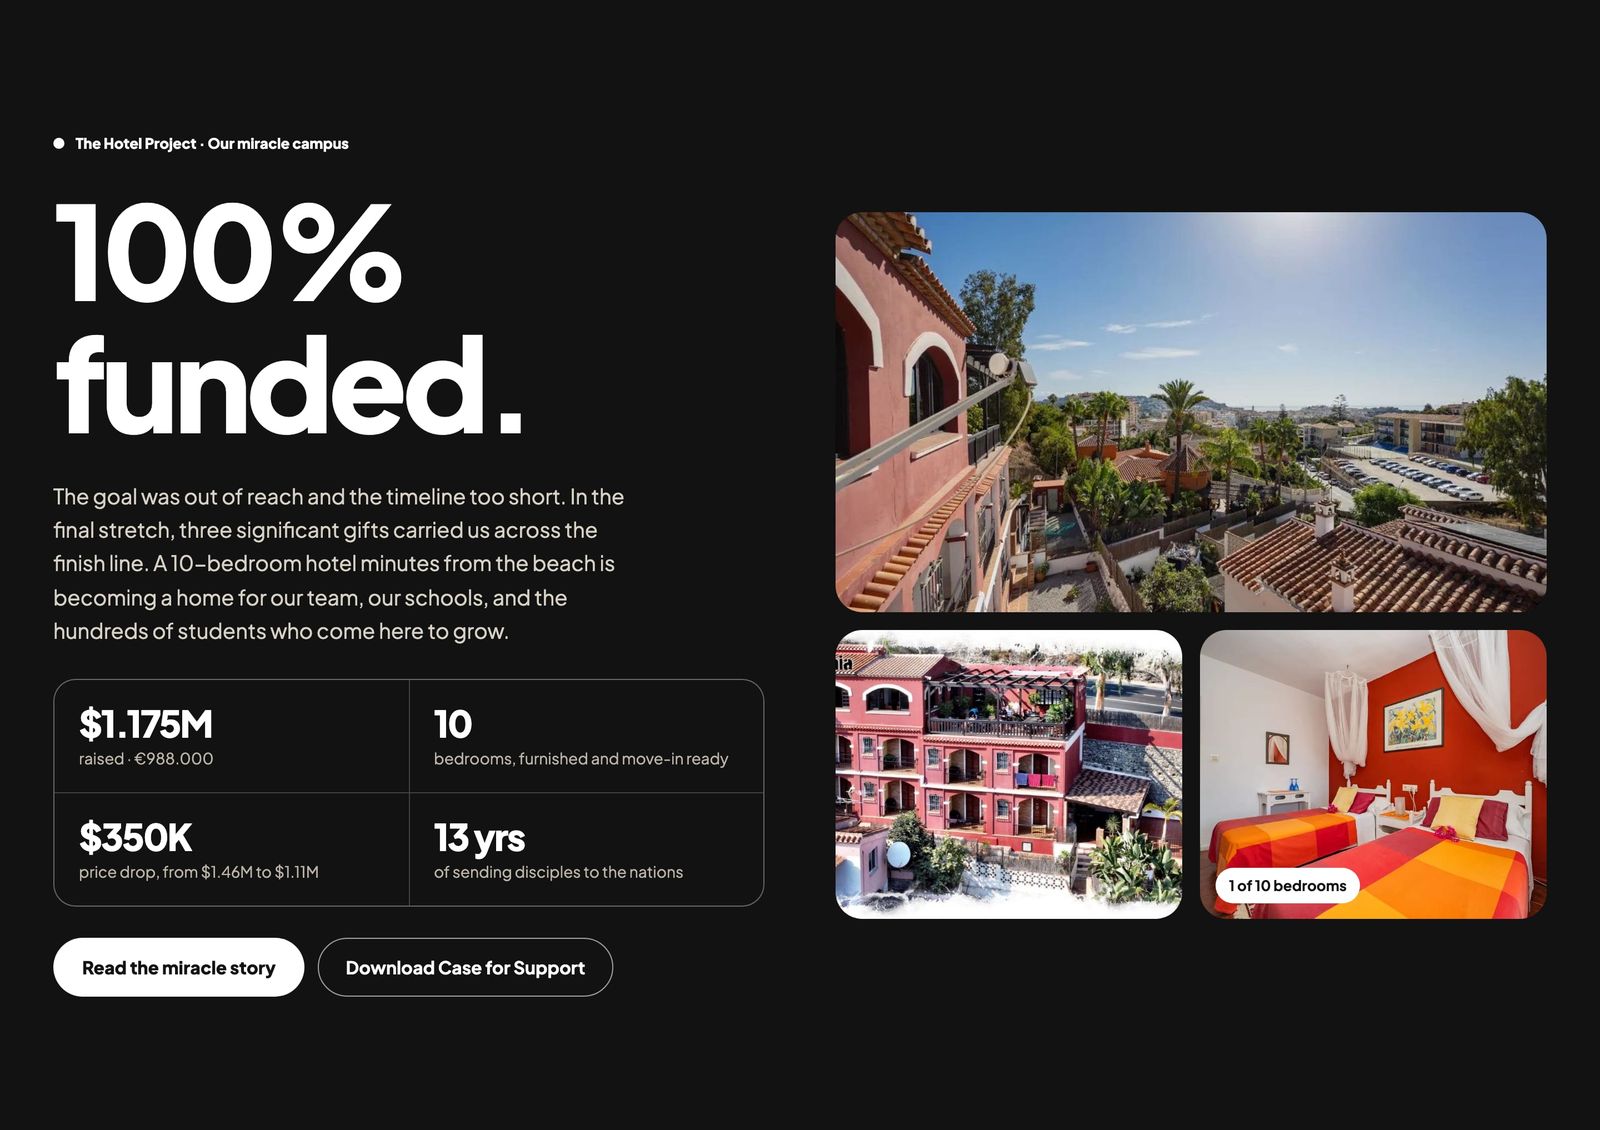 The Hotel Project · Our miracle campus
100%
funded.
The goal was out of reach and the timeline too short. In the
final stretch, three significant gifts carried us across the
finish line. A 10–bedroom hotel minutes from the beach is
becoming a home for our team, our schools, and the
hundreds of students who come here to grow.
$1.175M
raised · €988.000
10
bedrooms, furnished and move-in ready
$350K
price drop, from $1.46M to $1.11M
13 yrs
of sending disciples to the nations
Read the miracle story
Download Case for Support
1 of 10 bedrooms